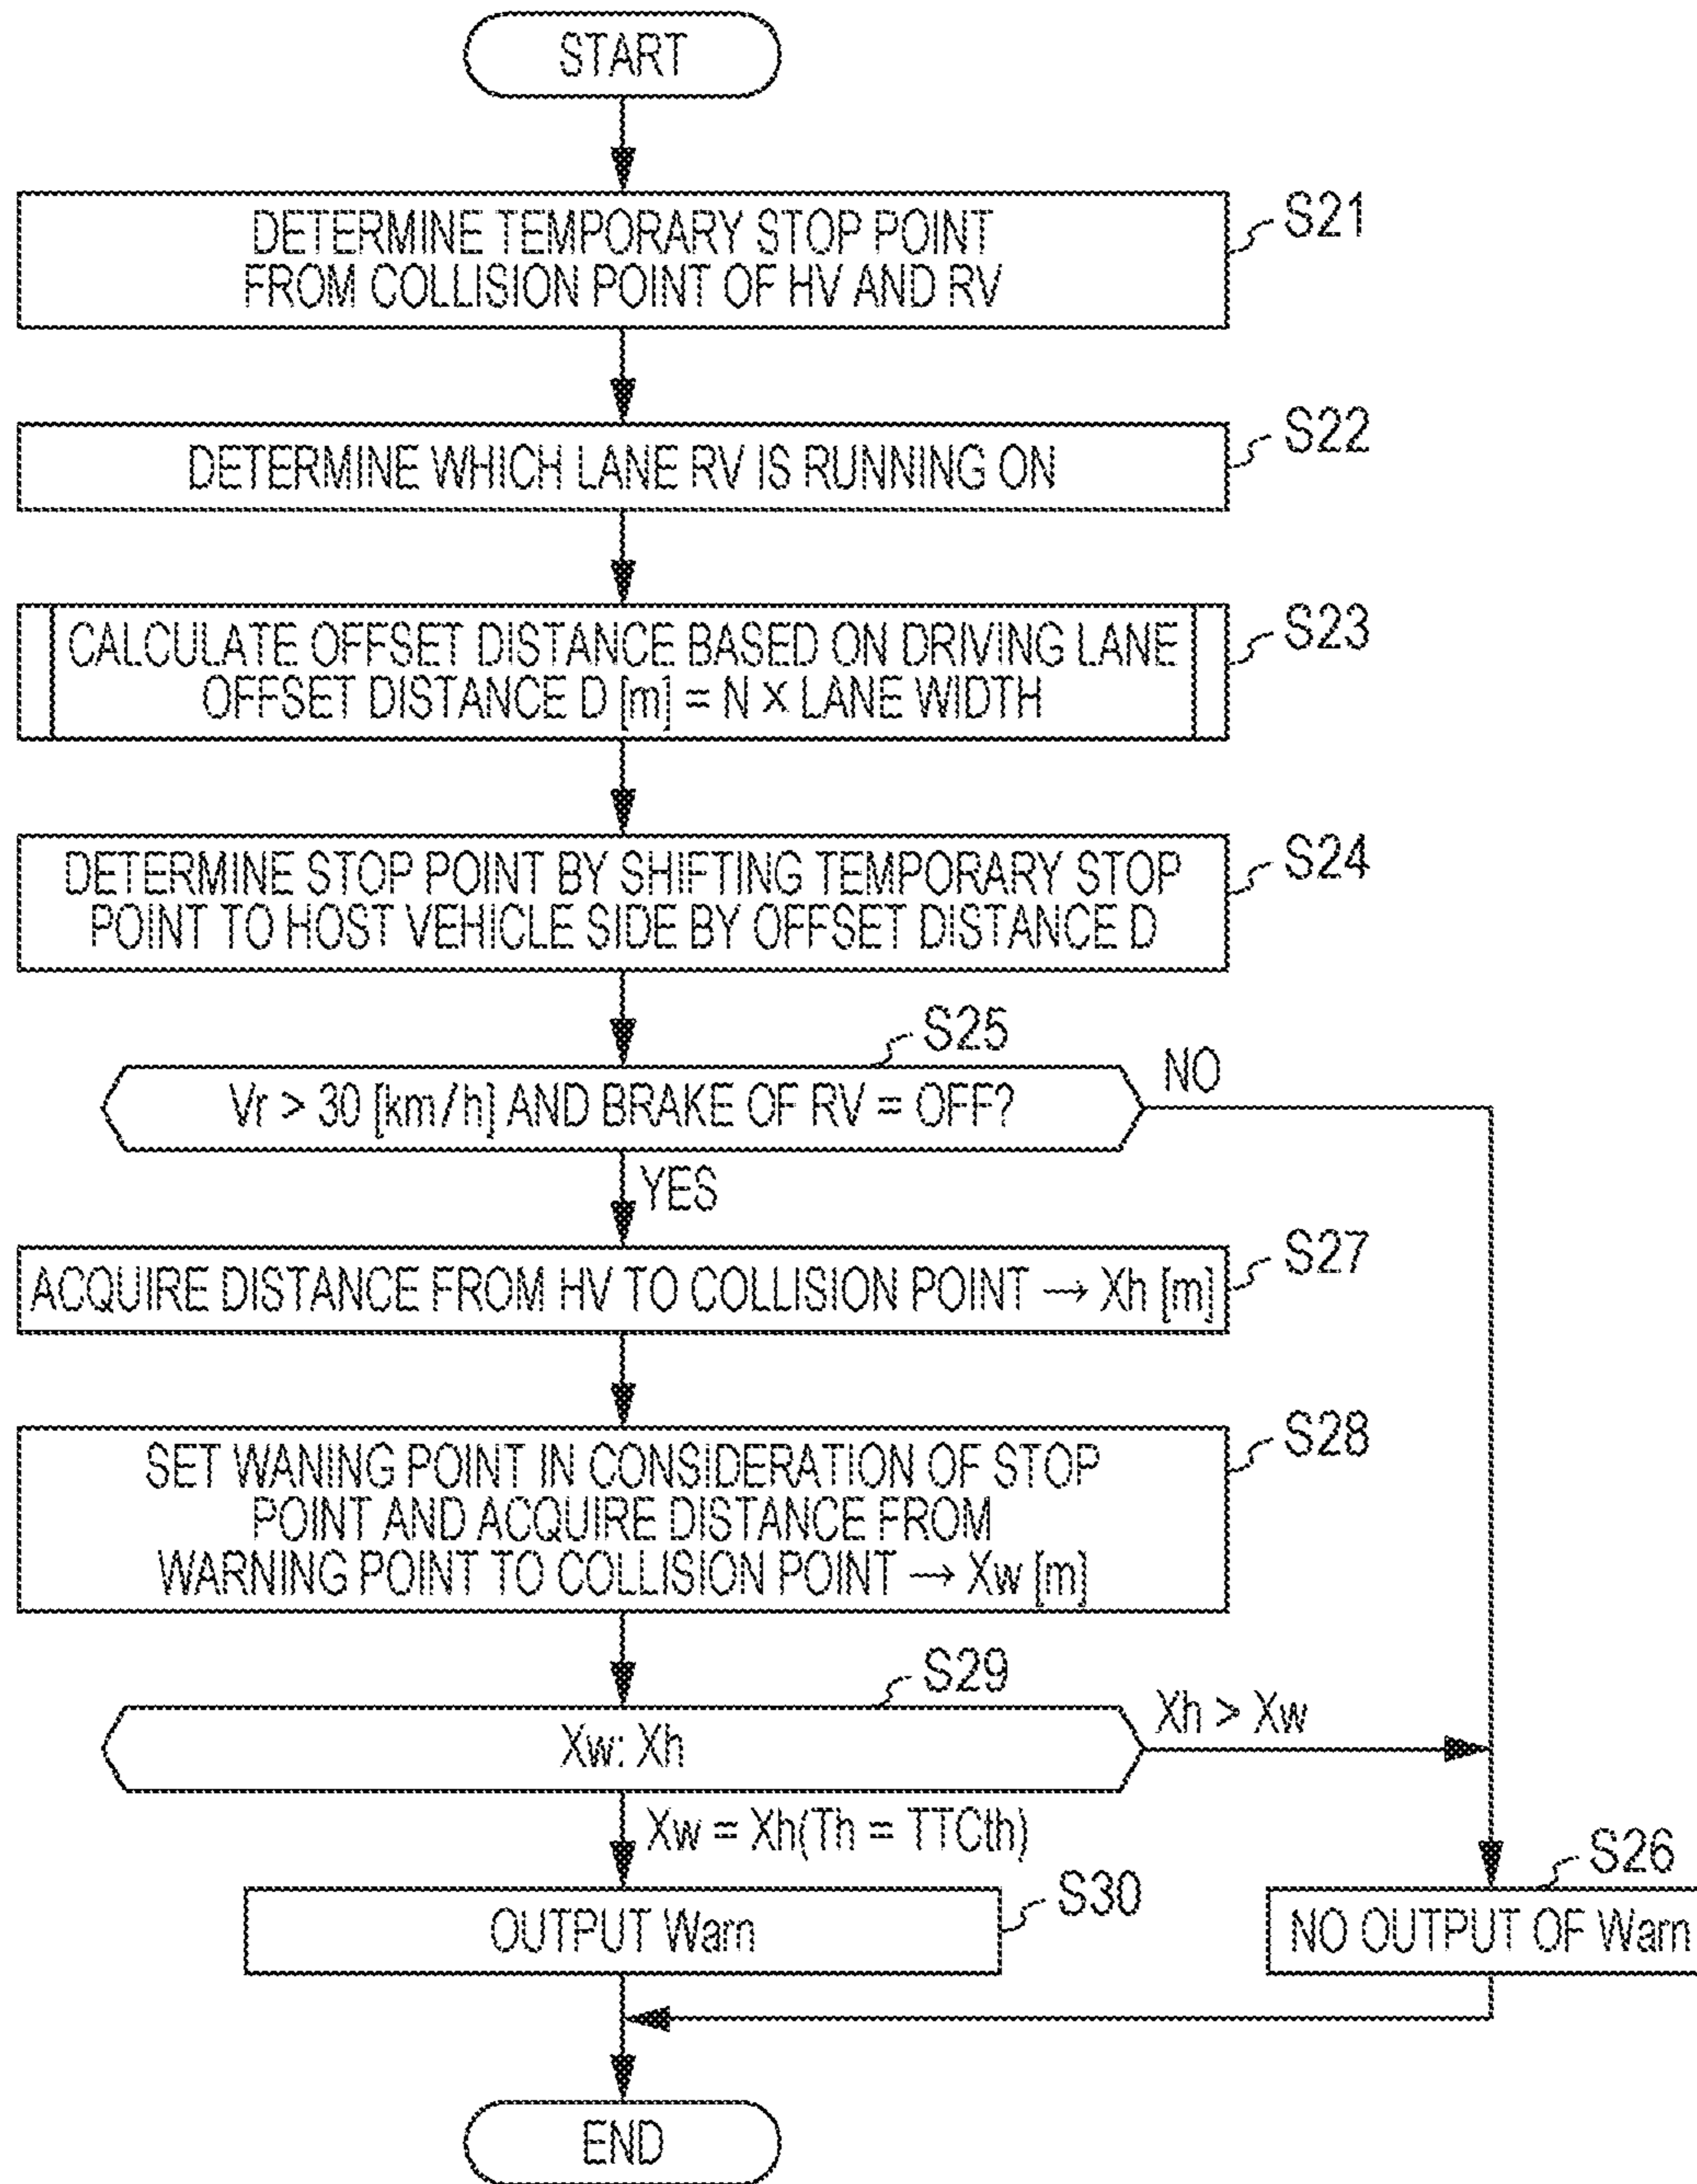 START
DETERMINE TEMPORARY STOP POINT
FROM COLLISION POINT OF HV AND RV
S21
DETERMINE WHICH LANE RV IS RUNNING ON
S22
CALCULATE OFFSET DISTANCE BASED ON DRIVING LANE
OFFSET DISTANCE D [m] = N × LANE WIDTH
S23
DETERMINE STOP POINT BY SHIFTING TEMPORARY STOP
POINT TO HOST VEHICLE SIDE BY OFFSET DISTANCE D
S24
S25
Vr > 30 [km/h] AND BRAKE OF RV = OFF?
NO
YES
ACQUIRE DISTANCE FROM HV TO COLLISION POINT → Xh [m]
S27
SET WANING POINT IN CONSIDERATION OF STOP
POINT AND ACQUIRE DISTANCE FROM
WARNING POINT TO COLLISION POINT → Xw [m]
S28
S29
Xw: Xh
Xh > Xw
Xw = Xh(Th = TTCth)
OUTPUT Warn
S30
S26
NO OUTPUT OF Warn
END